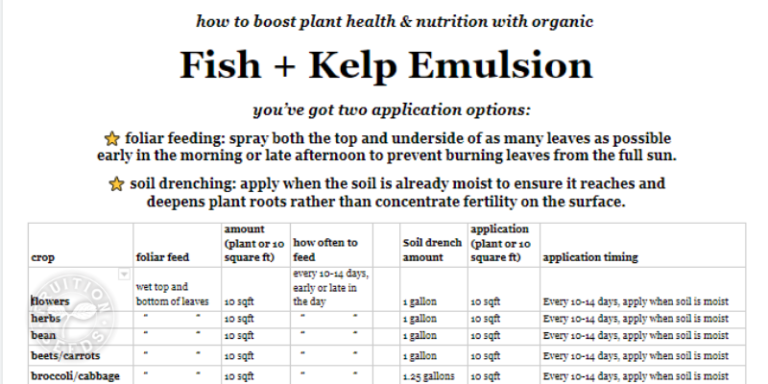 how to boost plant health & nutrition with organic
Fish + Kelp Emulsion
you've got two application options:
foliar feeding: spray both the top and underside of as many leaves as possible
early in the morning or late afternoon to prevent burning leaves from the full sun.
soil drenching: apply when the soil is already moist to ensure it reaches and
deepens plant roots rather than concentrate fertility on the surface.
crop foliar feed amount (plant or 10 square ft) how often to feed Soil drench amount application (plant or 10 square ft) application timing
flowers wet top and bottom of leaves 10 sqft every 10-14 days, early or late in the day 1 gallon 10 sqft Every 10-14 days, apply when soil is moist
herbs " " 10 sqft " " 1 gallon 10 sqft Every 10-14 days, apply when soil is moist
bean " " 10 sqft " " 1 gallon 10 sqft Every 10-14 days, apply when soil is moist
beets/carrots " " 10 sqft " " 1 gallon 10 sqft Every 10-14 days, apply when soil is moist
broccoli/cabbage " " 10 sqft " " 1.25 gallons 10 sqft Every 10-14 days, apply when soil is moist